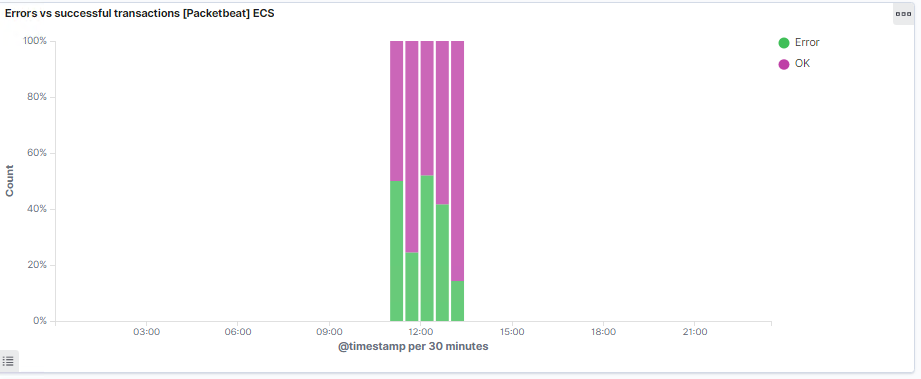 Errors vs successful transactions [Packetbeat] ECS
100%
80%
60%
40%
20%
0%
Count
03:00
06:00
09:00
12:00
15:00
18:00
21:00
@timestamp per 30 minutes
Error
OK